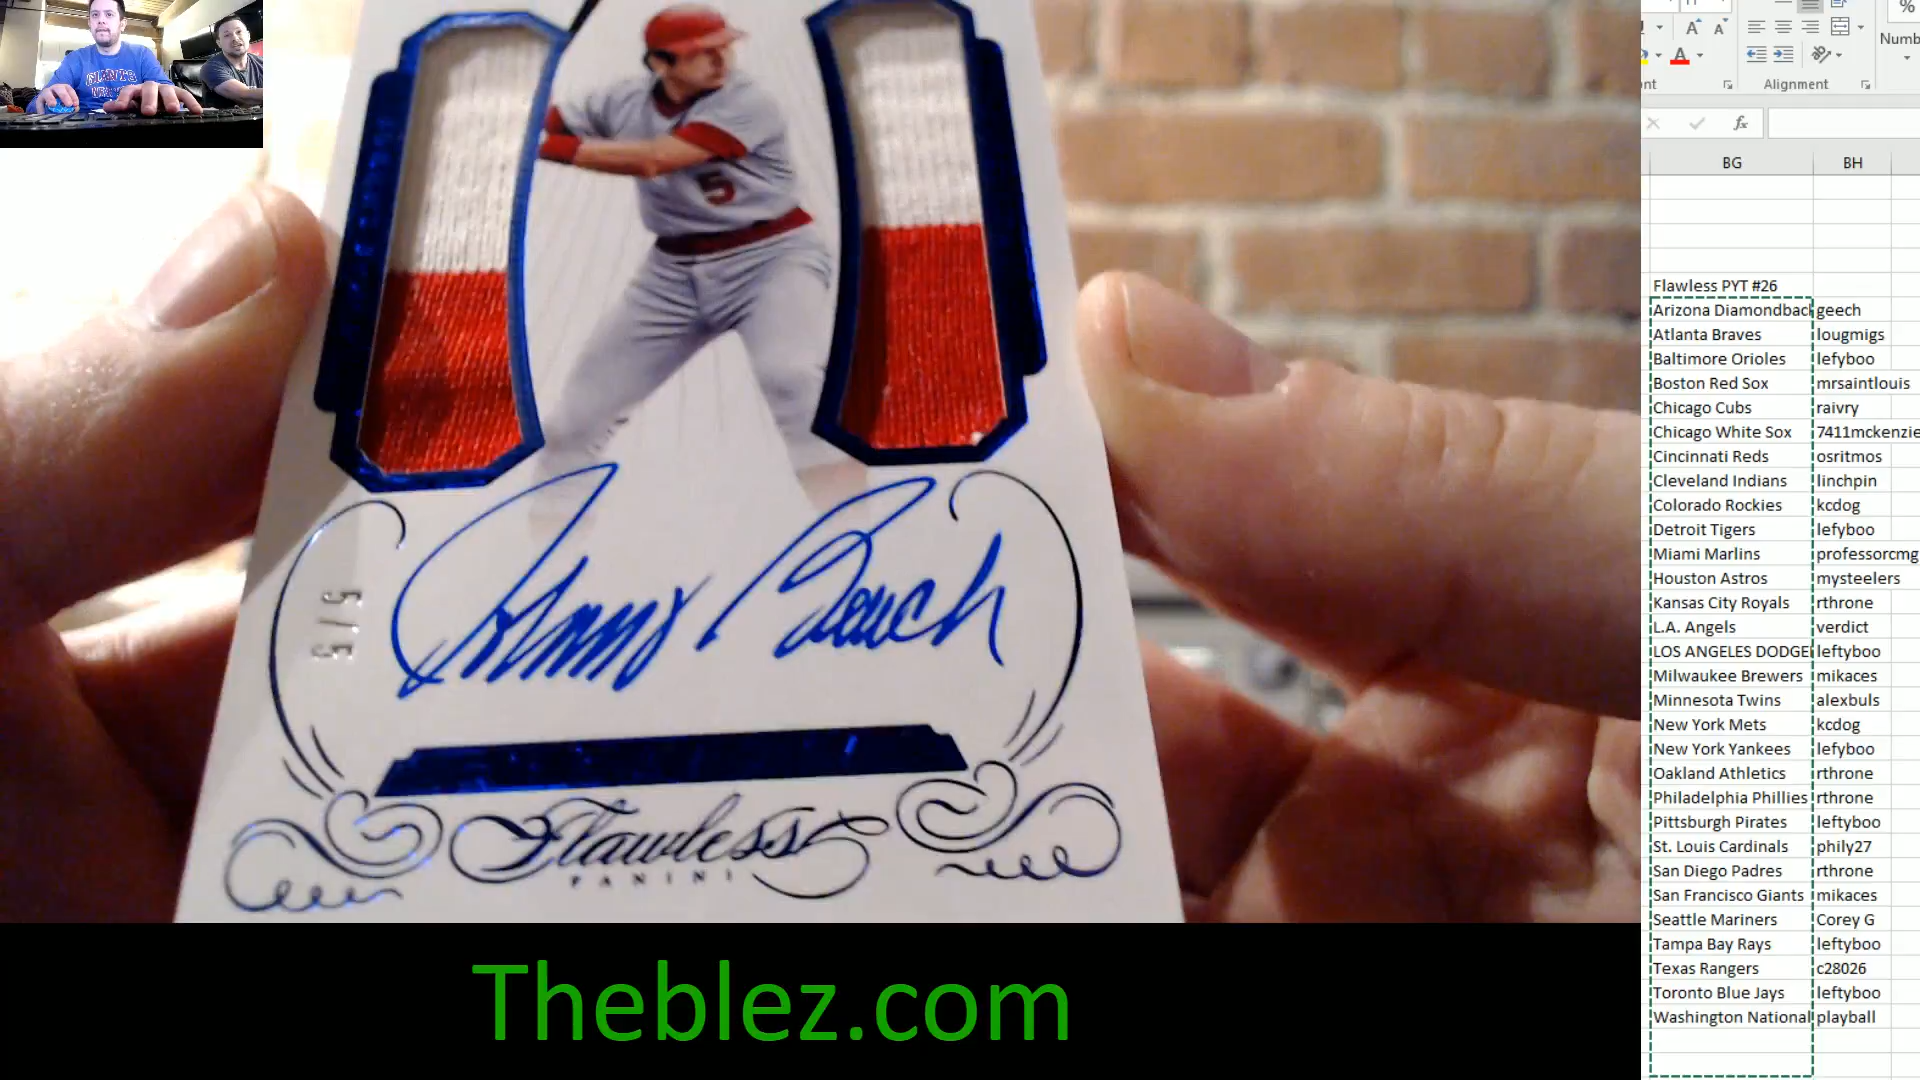 GIANTS
5
Johnny Bench
5/5
Flawless
PANINI
Theblez.com
Alignment
Numb
%
fx
BG BH
Flawless PYT #26
Arizona Diamondbac geech
Atlanta Braves lougmigs
Baltimore Orioles lefyboo
Boston Red Sox mrsaintlouis
Chicago Cubs raivry
Chicago White Sox 7411mckenzie
Cincinnati Reds osritmos
Cleveland Indians linchpin
Colorado Rockies kcdog
Detroit Tigers lefyboo
Miami Marlins professorcmg
Houston Astros mysteelers
Kansas City Royals rthrone
L.A. Angels verdict
LOS ANGELES DODGE leftyboo
Milwaukee Brewers mikaces
Minnesota Twins alexbuls
New York Mets kcdog
New York Yankees lefyboo
Oakland Athletics rthrone
Philadelphia Phillies rthrone
Pittsburgh Pirates leftyboo
St. Louis Cardinals phily27
San Diego Padres rthrone
San Francisco Giants mikaces
Seattle Mariners Corey G
Tampa Bay Rays leftyboo
Texas Rangers c28026
Toronto Blue Jays leftyboo
Washington National playball